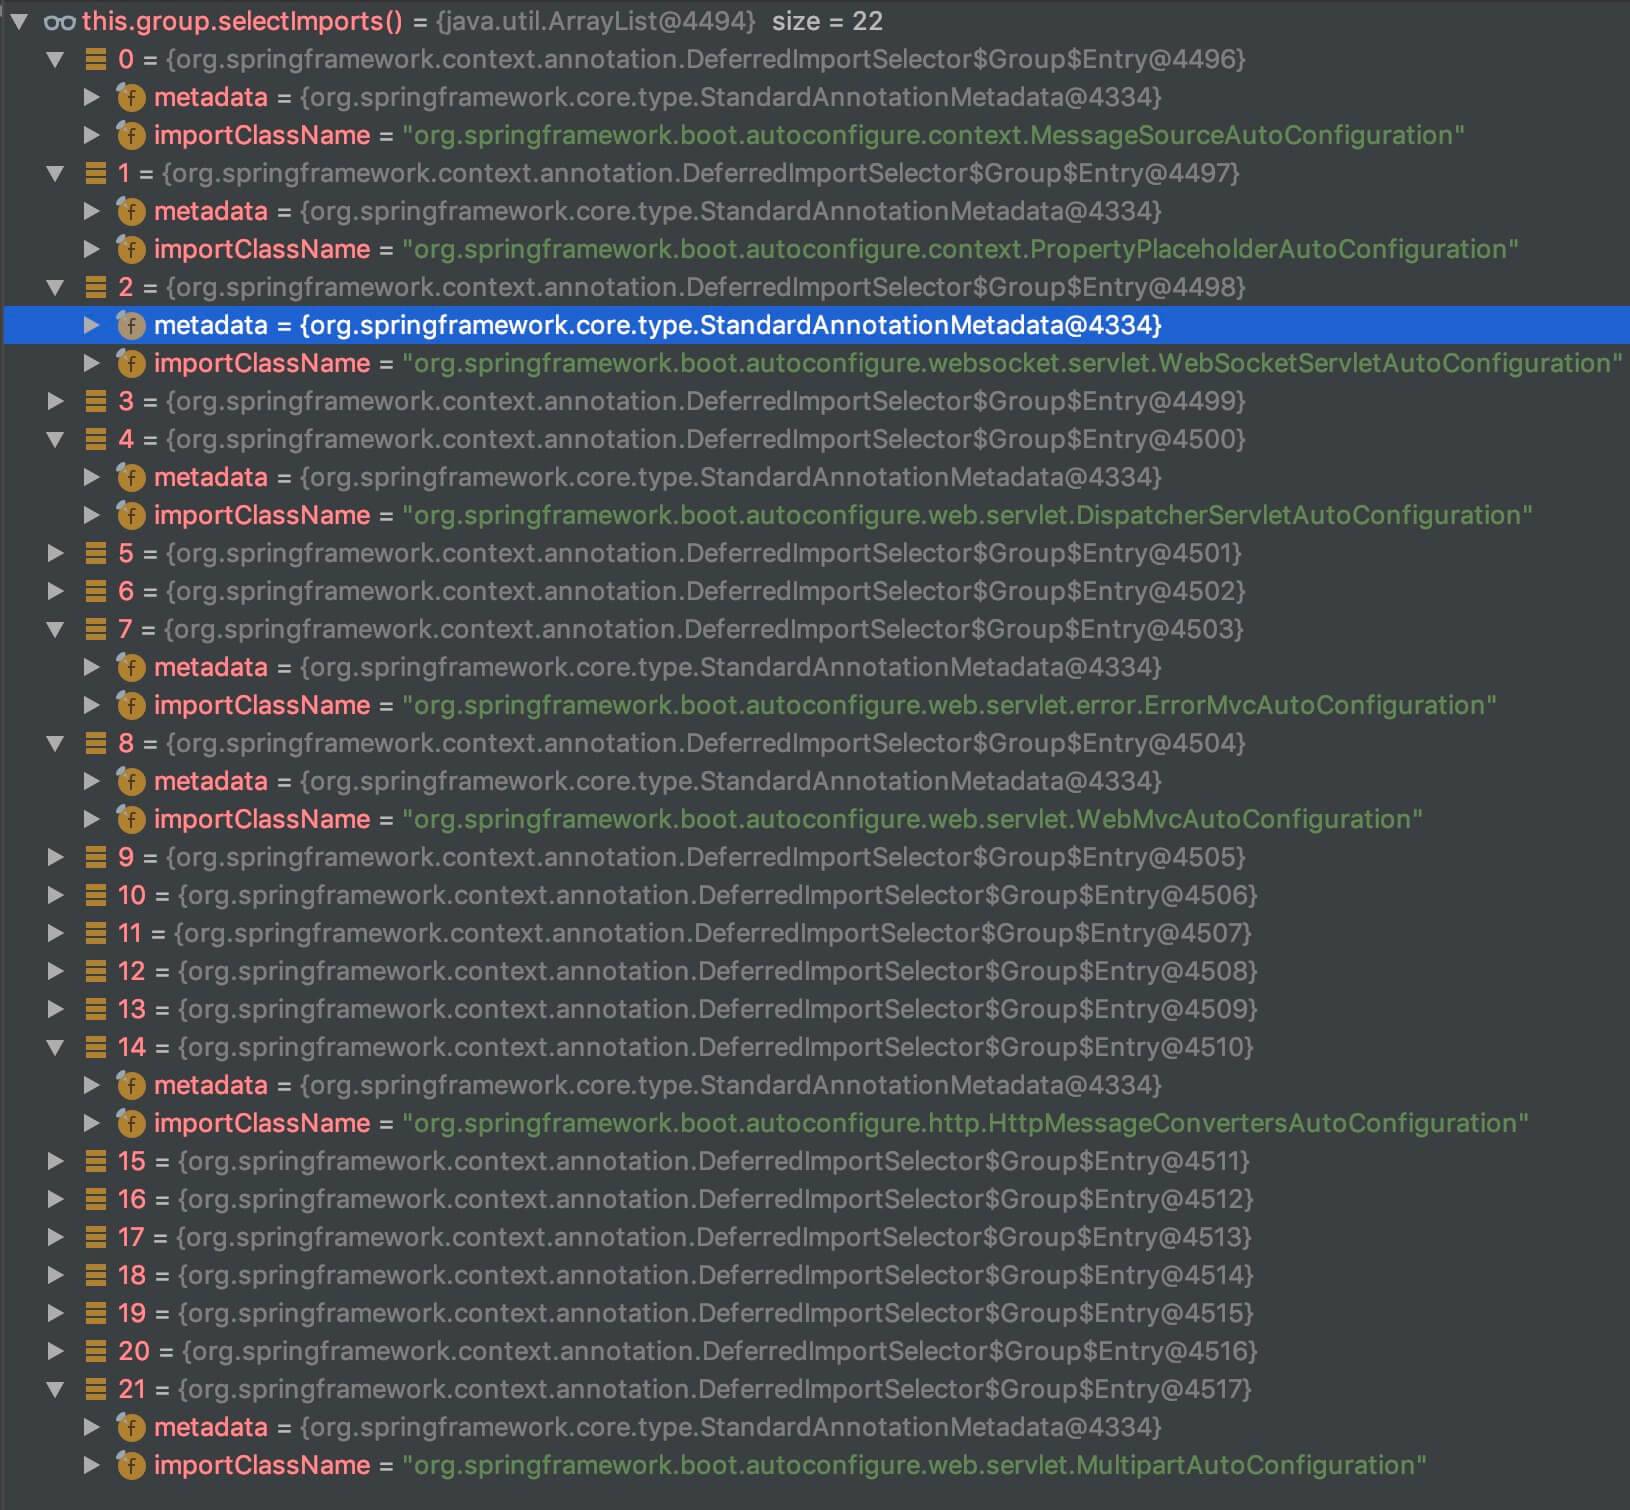 this.group.selectImports() = {java.util.ArrayList@4494} size = 22
0 = {org.springframework.context.annotation.DeferredImportSelector$Group$Entry@4496}
f metadata = {org.springframework.core.type.StandardAnnotationMetadata@4334}
f importClassName = "org.springframework.boot.autoconfigure.context.MessageSourceAutoConfiguration"
1 = {org.springframework.context.annotation.DeferredImportSelector$Group$Entry@4497}
f metadata = {org.springframework.core.type.StandardAnnotationMetadata@4334}
f importClassName = "org.springframework.boot.autoconfigure.context.PropertyPlaceholderAutoConfiguration"
2 = {org.springframework.context.annotation.DeferredImportSelector$Group$Entry@4498}
f metadata = {org.springframework.core.type.StandardAnnotationMetadata@4334}
f importClassName = "org.springframework.boot.autoconfigure.websocket.servlet.WebSocketServletAutoConfiguration"
3 = {org.springframework.context.annotation.DeferredImportSelector$Group$Entry@4499}
4 = {org.springframework.context.annotation.DeferredImportSelector$Group$Entry@4500}
f metadata = {org.springframework.core.type.StandardAnnotationMetadata@4334}
f importClassName = "org.springframework.boot.autoconfigure.web.servlet.DispatcherServletAutoConfiguration"
5 = {org.springframework.context.annotation.DeferredImportSelector$Group$Entry@4501}
6 = {org.springframework.context.annotation.DeferredImportSelector$Group$Entry@4502}
7 = {org.springframework.context.annotation.DeferredImportSelector$Group$Entry@4503}
f metadata = {org.springframework.core.type.StandardAnnotationMetadata@4334}
f importClassName = "org.springframework.boot.autoconfigure.web.servlet.error.ErrorMvcAutoConfiguration"
8 = {org.springframework.context.annotation.DeferredImportSelector$Group$Entry@4504}
f metadata = {org.springframework.core.type.StandardAnnotationMetadata@4334}
f importClassName = "org.springframework.boot.autoconfigure.web.servlet.WebMvcAutoConfiguration"
9 = {org.springframework.context.annotation.DeferredImportSelector$Group$Entry@4505}
10 = {org.springframework.context.annotation.DeferredImportSelector$Group$Entry@4506}
11 = {org.springframework.context.annotation.DeferredImportSelector$Group$Entry@4507}
12 = {org.springframework.context.annotation.DeferredImportSelector$Group$Entry@4508}
13 = {org.springframework.context.annotation.DeferredImportSelector$Group$Entry@4509}
14 = {org.springframework.context.annotation.DeferredImportSelector$Group$Entry@4510}
f metadata = {org.springframework.core.type.StandardAnnotationMetadata@4334}
f importClassName = "org.springframework.boot.autoconfigure.http.HttpMessageConvertersAutoConfiguration"
15 = {org.springframework.context.annotation.DeferredImportSelector$Group$Entry@4511}
16 = {org.springframework.context.annotation.DeferredImportSelector$Group$Entry@4512}
17 = {org.springframework.context.annotation.DeferredImportSelector$Group$Entry@4513}
18 = {org.springframework.context.annotation.DeferredImportSelector$Group$Entry@4514}
19 = {org.springframework.context.annotation.DeferredImportSelector$Group$Entry@4515}
20 = {org.springframework.context.annotation.DeferredImportSelector$Group$Entry@4516}
21 = {org.springframework.context.annotation.DeferredImportSelector$Group$Entry@4517}
f metadata = {org.springframework.core.type.StandardAnnotationMetadata@4334}
f importClassName = "org.springframework.boot.autoconfigure.web.servlet.MultipartAutoConfiguration"